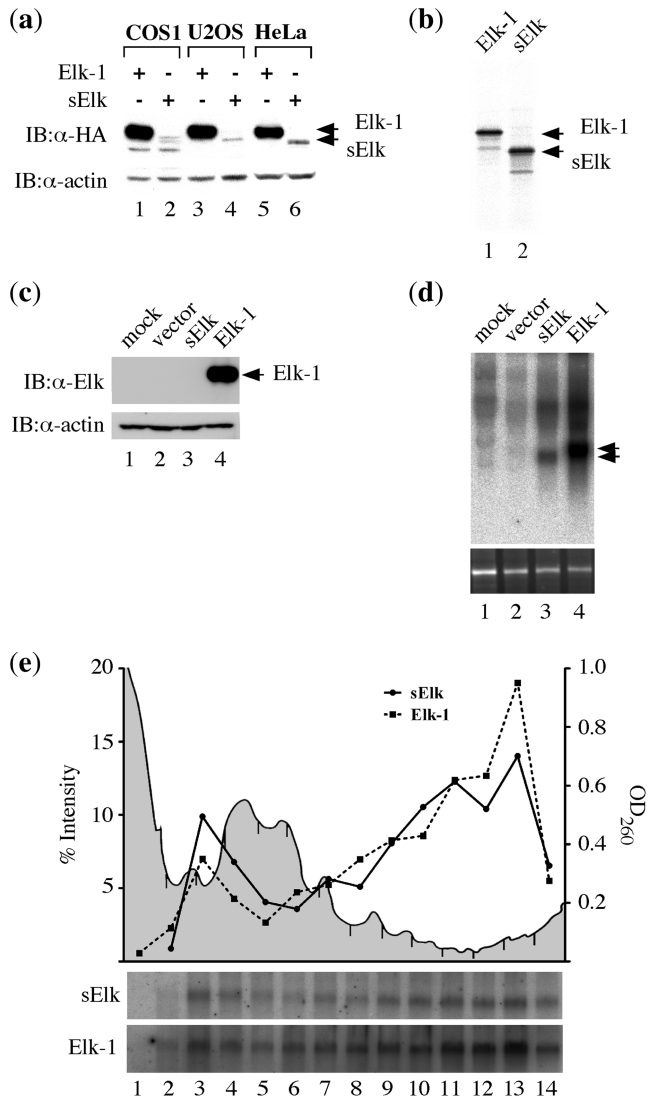 (a)
COS1 U2OS HeLa
Elk-1 + - + - + -
sElk - + - + - +
IB:α-HA
Elk-1
sElk
IB:α-actin
1 2 3 4 5 6
(b)
Elk-1 sElk
Elk-1
sElk
1 2
(c)
mock vector sElk Elk-1
IB:α-Elk
Elk-1
IB:α-actin
1 2 3 4
(d)
mock vector sElk Elk-1
1 2 3 4
(e)
20 15 10 5
% Intensity
sElk
Elk-1
1.0 0.8 0.6 0.4 0.2
OD260
sElk
Elk-1
1 2 3 4 5 6 7 8 9 10 11 12 13 14